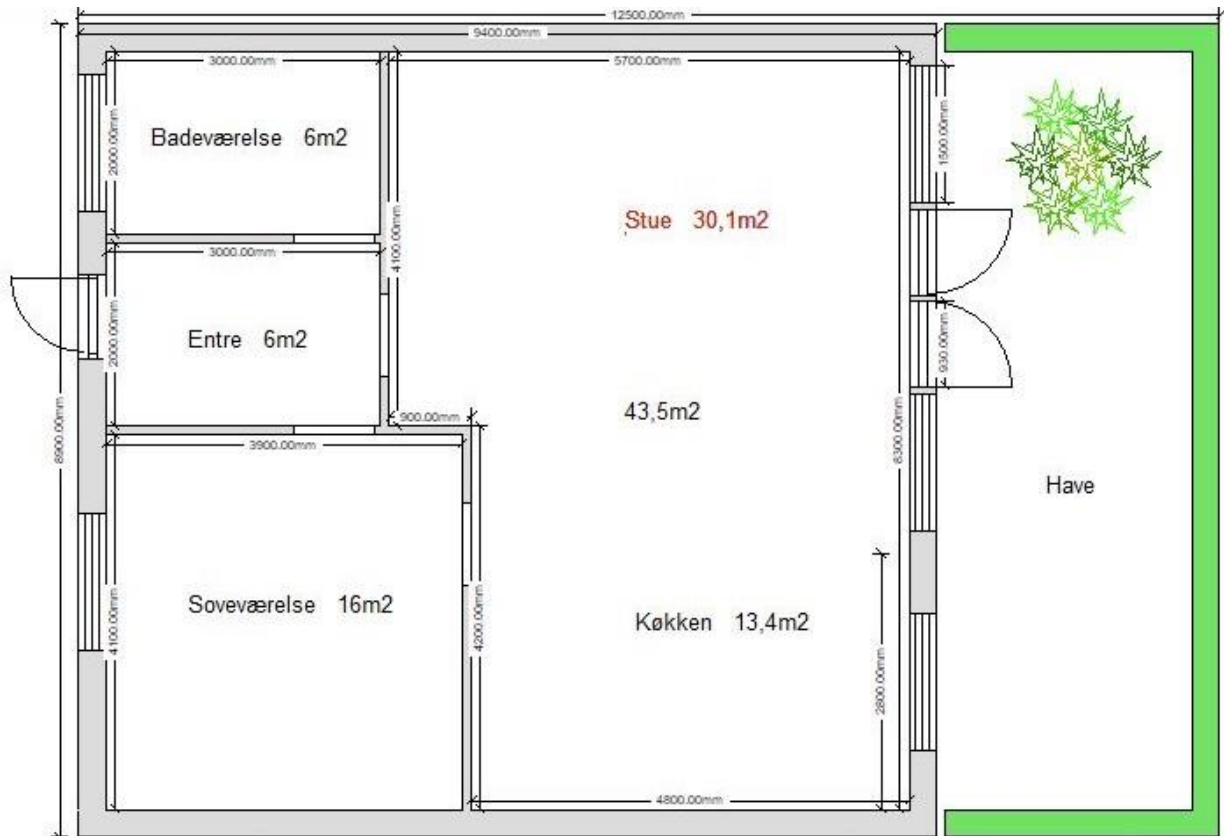 12500.00mm
9400.00mm
3000.00mm
5700.00mm
2000.00mm
Badeværelse 6m2
1500.00mm
Stue 30,1m2
4100.00mm
3000.00mm
2000.00mm
Entre 6m2
930.00mm
8900.00mm
900.00mm
43,5m2
8300.00mm
3900.00mm
Have
Soveværelse 16m2
4100.00mm
4200.00mm
Køkken 13,4m2
2800.00mm
4800.00mm